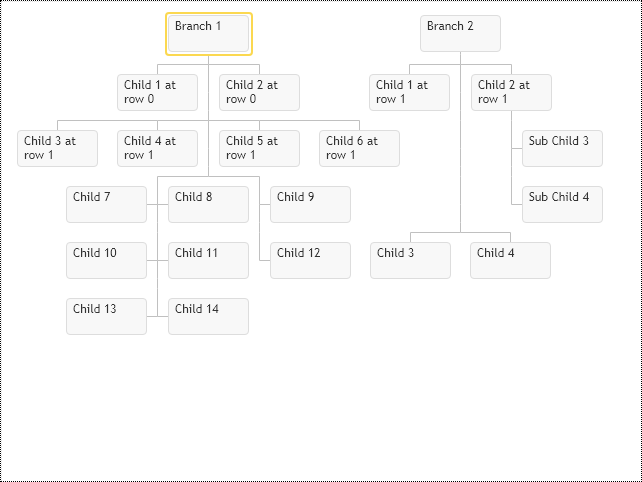 Branch 1
Branch 2
Child 1 at
row 0
Child 2 at
row 0
Child 1 at
row 1
Child 2 at
row 1
Child 3 at
row 1
Child 4 at
row 1
Child 5 at
row 1
Child 6 at
row 1
Sub Child 3
Child 7
Child 8
Child 9
Sub Child 4
Child 10
Child 11
Child 12
Child 3
Child 4
Child 13
Child 14